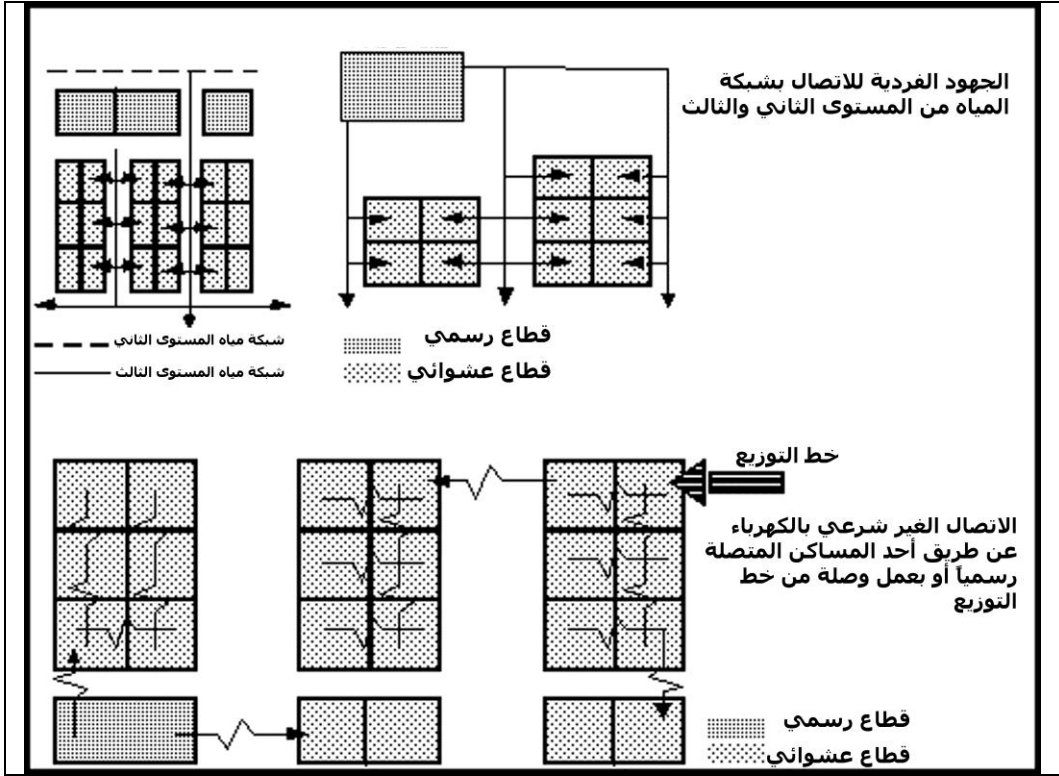 الجهود الفردية للاتصال بشبكة
المياه من المستوى الثاني والثالث
شبكة مياه المستوى الثاني
شبكة مياه المستوى الثالث
قطاع رسمي
قطاع عشوائي
خط التوزيع
الاتصال الغير شرعي بالكهرباء
عن طريق أحد المساكن المتصلة
رسمياً أو بعمل وصلة من خط
التوزيع
قطاع رسمي
قطاع عشوائي